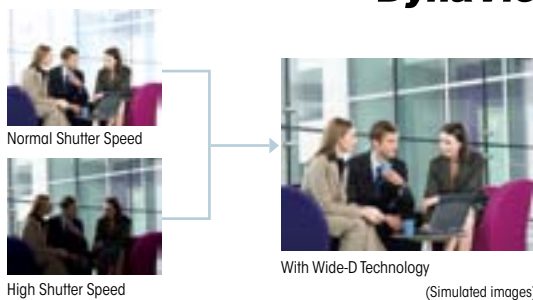 Normal Shutter Speed
High Shutter Speed
With Wide-D Technology
(Simulated images)